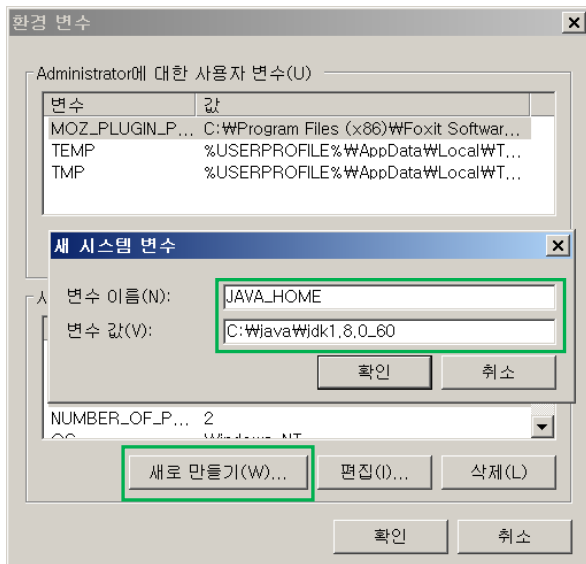 환경 변수
Administrator에 대한 사용자 변수(U)
변수 값
MOZ_PLUGIN_P... C:₩Program Files (x86)₩Foxit Softwar...
TEMP %USERPROFILE%₩AppData₩Local₩T...
TMP %USERPROFILE%₩AppData₩Local₩T...
새 시스템 변수
변수 이름(N): JAVA_HOME
변수 값(V): C:₩java₩jdk1.8.0_60
확인 취소
NUMBER_OF_P... 2
새로 만들기(W)... 편집(I)... 삭제(L)
확인 취소